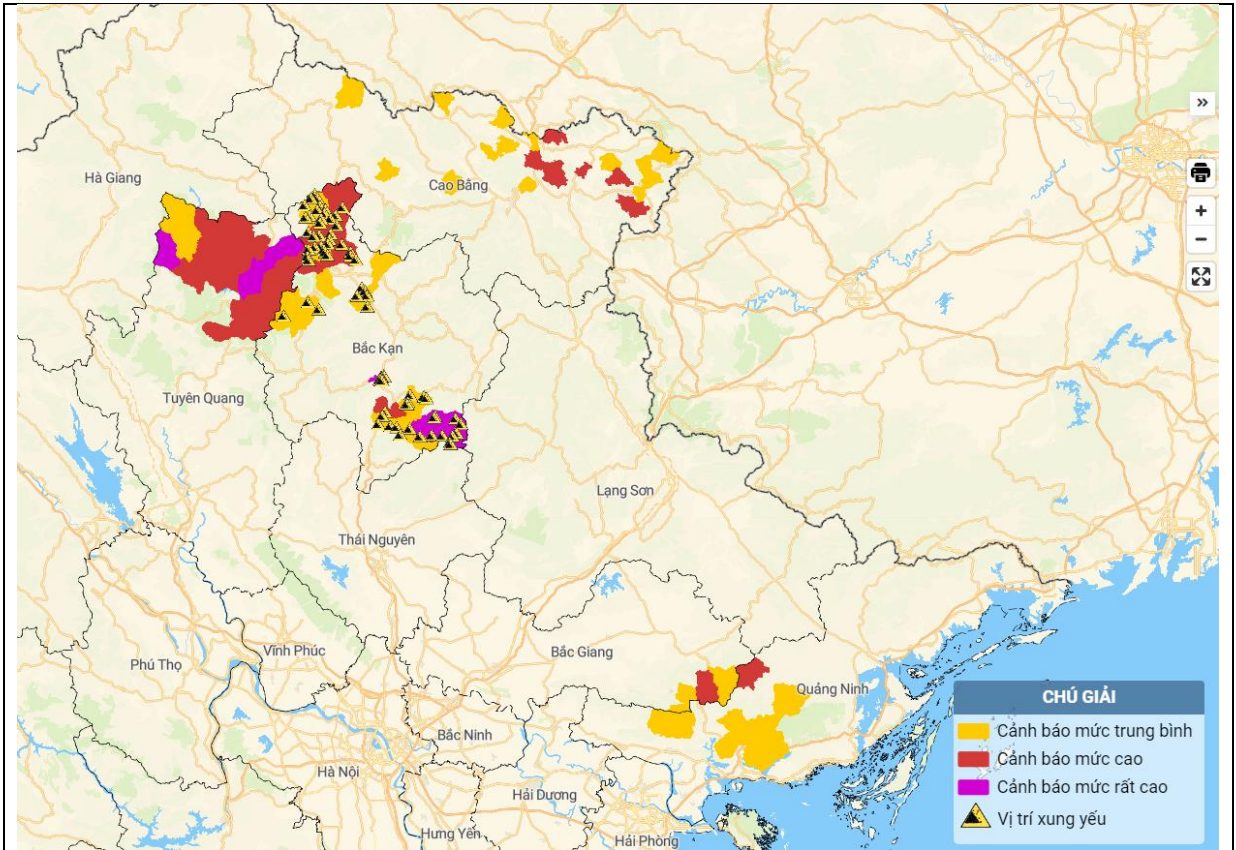 Hà Giang
Cao Bằng
Bắc Kạn
Tuyên Quang
Lạng Sơn
Thái Nguyên
Phú Thọ
Vĩnh Phúc
Bắc Giang
Quảng Ninh
Bắc Ninh
Hà Nội
Hải Dương
Hưng Yên
Hải Phòng
»
+
−
CHÚ GIẢI
Cảnh báo mức trung bình
Cảnh báo mức cao
Cảnh báo mức rất cao
Vị trí xung yếu